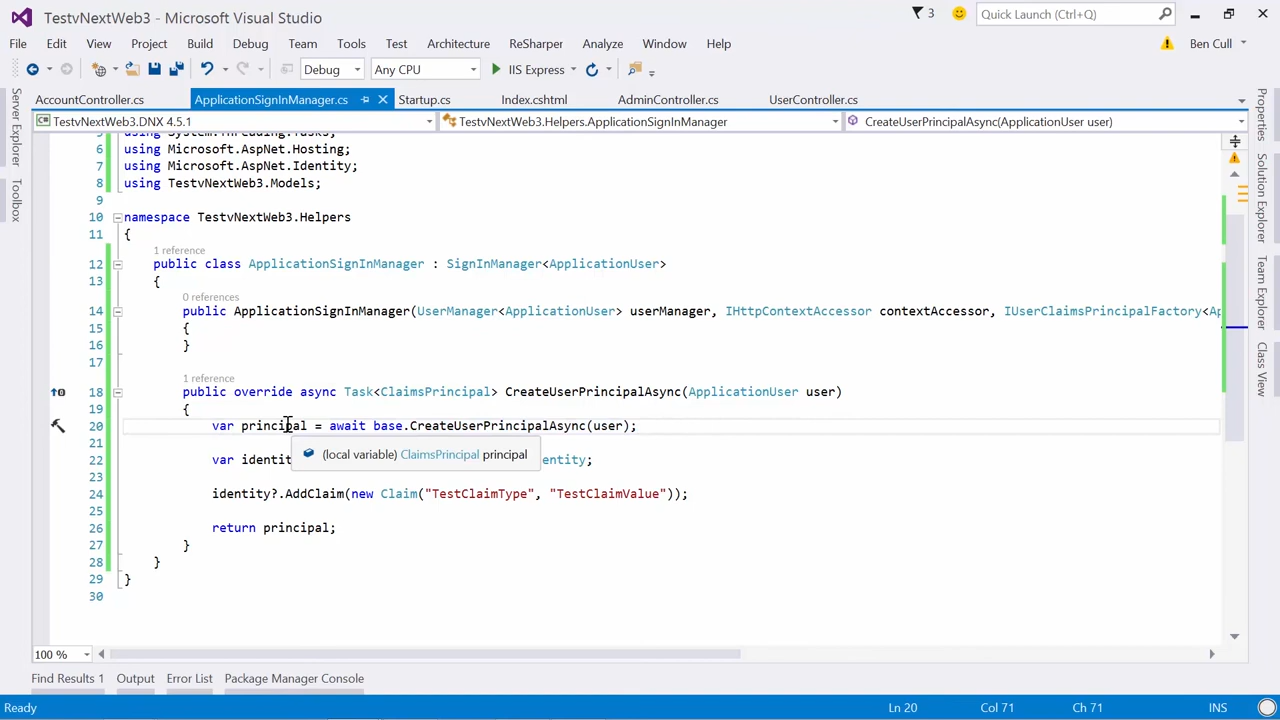 TestvNextWeb3 - Microsoft Visual Studio
3
Quick Launch (Ctrl+Q)
File Edit View Project Build Debug Team Tools Test Architecture ReSharper Analyze Window Help
Ben Cull
Debug Any CPU IIS Express
AccountController.cs ApplicationSignInManager.cs Startup.cs Index.cshtml AdminController.cs UserController.cs
TestvNextWeb3.DNX 4.5.1 TestvNextWeb3.Helpers.ApplicationSignInManager CreateUserPrincipalAsync(ApplicationUser user)
Server Explorer
Toolbox
5 using System.Threading.Tasks;
6 using Microsoft.AspNet.Hosting;
7 using Microsoft.AspNet.Identity;
8 using TestvNextWeb3.Models;
9
10 namespace TestvNextWeb3.Helpers
11 {
1 reference
12 public class ApplicationSignInManager : SignInManager<ApplicationUser>
13 {
0 references
14 public ApplicationSignInManager(UserManager<ApplicationUser> userManager, IHttpContextAccessor contextAccessor, IUserClaimsPrincipalFactory<Ap
15 {
16 }
17
1 reference
18 public override async Task<ClaimsPrincipal> CreateUserPrincipalAsync(ApplicationUser user)
19 {
20 var principal = await base.CreateUserPrincipalAsync(user);
21
(local variable) ClaimsPrincipal principal
22 var identit entity;
23
24 identity?.AddClaim(new Claim("TestClaimType", "TestClaimValue"));
25
26 return principal;
27 }
28 }
29 }
30
Properties
Solution Explorer
Team Explorer
Class View
100 %
Find Results 1 Output Error List Package Manager Console
Ready Ln 20 Col 71 Ch 71 INS